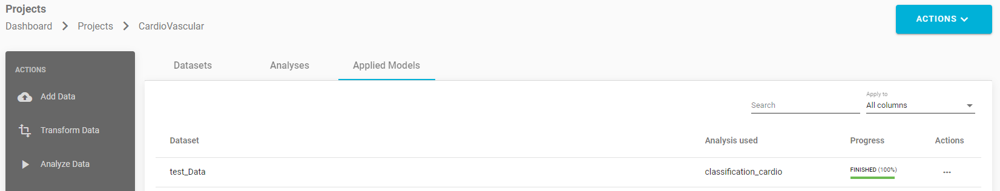 Projects
Dashboard Projects CardioVascular
ACTIONS
ACTIONS
Add Data
Transform Data
Analyze Data
Datasets Analyses Applied Models
Search
Apply to
All columns
Dataset Analysis used Progress Actions
test_Data classification_cardio FINISHED (100%)